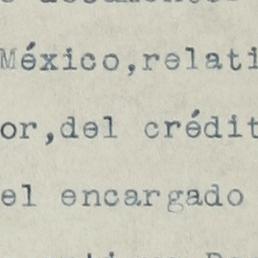 México,relati
or,del crédit
el encargado